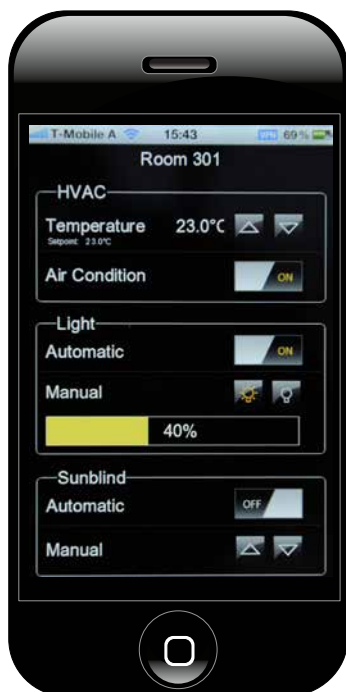 T-Mobile A 15:43 VPN 69%
Room 301
HVAC
Temperature 23.0°C
Setpoint: 23.0°C
Air Condition ON
Light
Automatic ON
Manual
40%
Sunblind
Automatic OFF
Manual